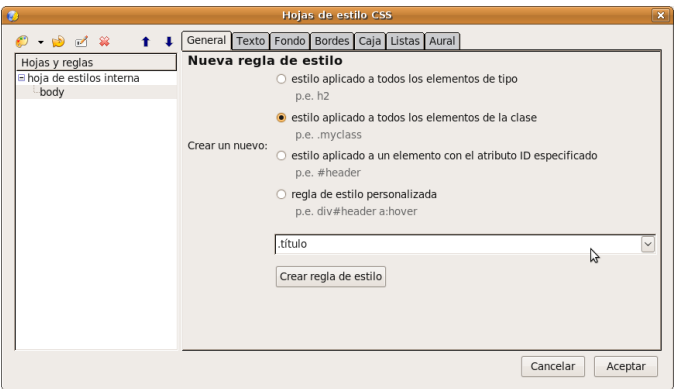 Hojas de estilo CSS
General Texto Fondo Bordes Caja Listas Aural
Hojas y reglas
hoja de estilos interna
body
Nueva regla de estilo
Crear un nuevo:
estilo aplicado a todos los elementos de tipo
p.e. h2
estilo aplicado a todos los elementos de la clase
p.e. .myclass
estilo aplicado a un elemento con el atributo ID especificado
p.e. #header
regla de estilo personalizada
p.e. div#header a:hover
.título
Crear regla de estilo
Cancelar Aceptar